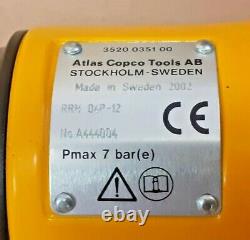 3520 0351 00
Atlas Copco Tools AB
STOCKHOLM-SWEDEN
Made in Sweden 2002
RRH 04P-12
No A444004
CE
Pmax 7 bar(e)